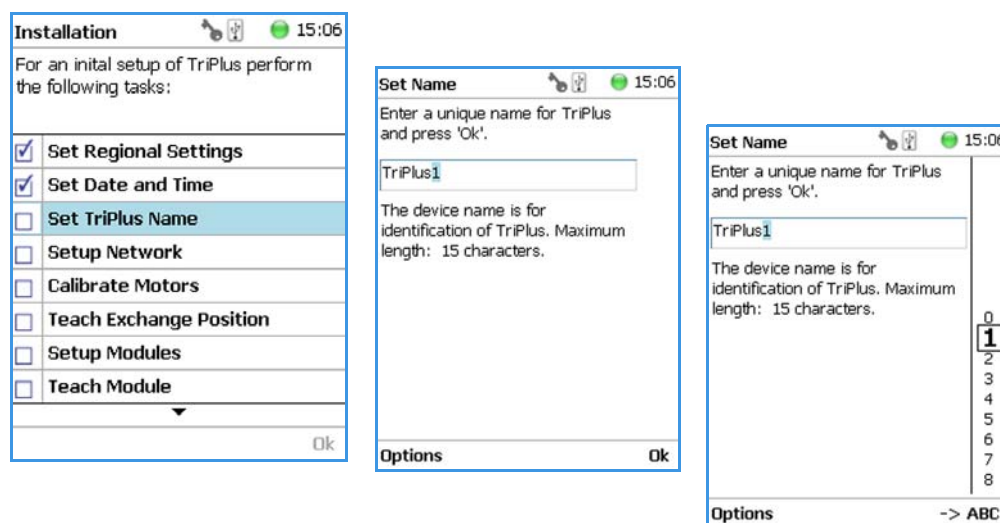 Installation 15:06
For an inital setup of TriPlus perform
the following tasks:
Set Regional Settings
Set Date and Time
Set TriPlus Name
Setup Network
Calibrate Motors
Teach Exchange Position
Setup Modules
Teach Module
Ok
Set Name 15:06
Enter a unique name for TriPlus
and press 'Ok'.
TriPlus1
The device name is for
identification of TriPlus. Maximum
length: 15 characters.
Options Ok
Set Name 15:06
Enter a unique name for TriPlus
and press 'Ok'.
TriPlus1
The device name is for
identification of TriPlus. Maximum
length: 15 characters.
0
1
2
3
4
5
6
7
8
Options -> ABC